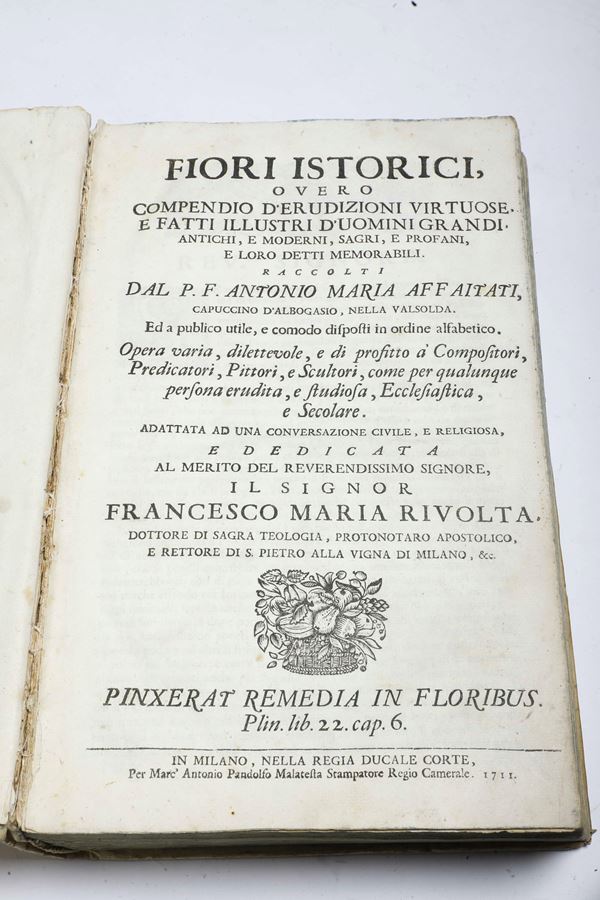 FIORI ISTORICI,
OVERO
COMPENDIO D'ERUDIZIONI VIRTUOSE.
E FATTI ILLUSTRI D'UOMINI GRANDI.
ANTICHI, E MODERNI, SAGRI, E PROFANI,
E LORO DETTI MEMORABILI.
RACCOLTI
DAL P. F. ANTONIO MARIA AFFAITATI,
CAPUCCINO D'ALBOGASIO, NELLA VALSOLDA.
Ed a publico utile, e comodo diſpoſti in ordine alfabetico.
Opera varia, dilettevole, e di profitto a' Compoſitori,
Predicatori, Pittori, e Scultori, come per qualunque
perſona erudita, e ſtudioſa, Eccleſiaſtica,
e Secolare.
ADATTATA AD UNA CONVERSAZIONE CIVILE, E RELIGIOSA,
E DEDICATA
AL MERITO DEL REVERENDISSIMO SIGNORE,
IL SIGNOR
FRANCESCO MARIA RIVOLTA.
DOTTORE DI SAGRA TEOLOGIA, PROTONOTARO APOSTOLICO,
E RETTORE DI S. PIETRO ALLA VIGNA DI MILANO, &c.
PINXERAT REMEDIA IN FLORIBUS.
Plin. lib. 22. cap. 6.
IN MILANO, NELLA REGIA DUCALE CORTE,
Per Marc' Antonio Pandolfo Malateſta Stampatore Regio Camerale. 1711.